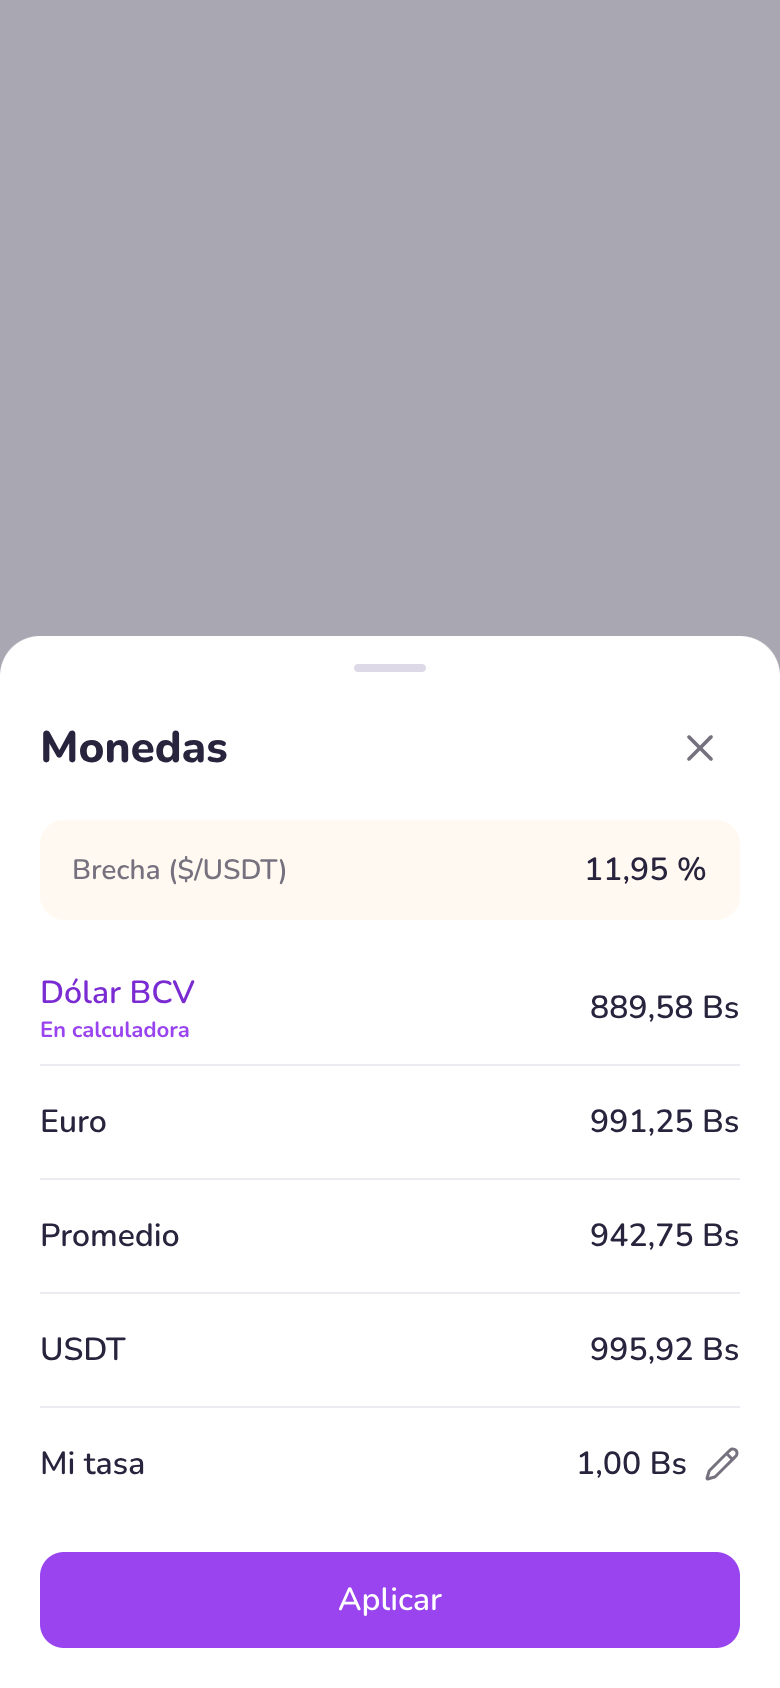 Monedas
Brecha ($/USDT) 11,95 %
Dólar BCV 889,58 Bs
En calculadora
Euro 991,25 Bs
Promedio 942,75 Bs
USDT 995,92 Bs
Mi tasa 1,00 Bs
Aplicar